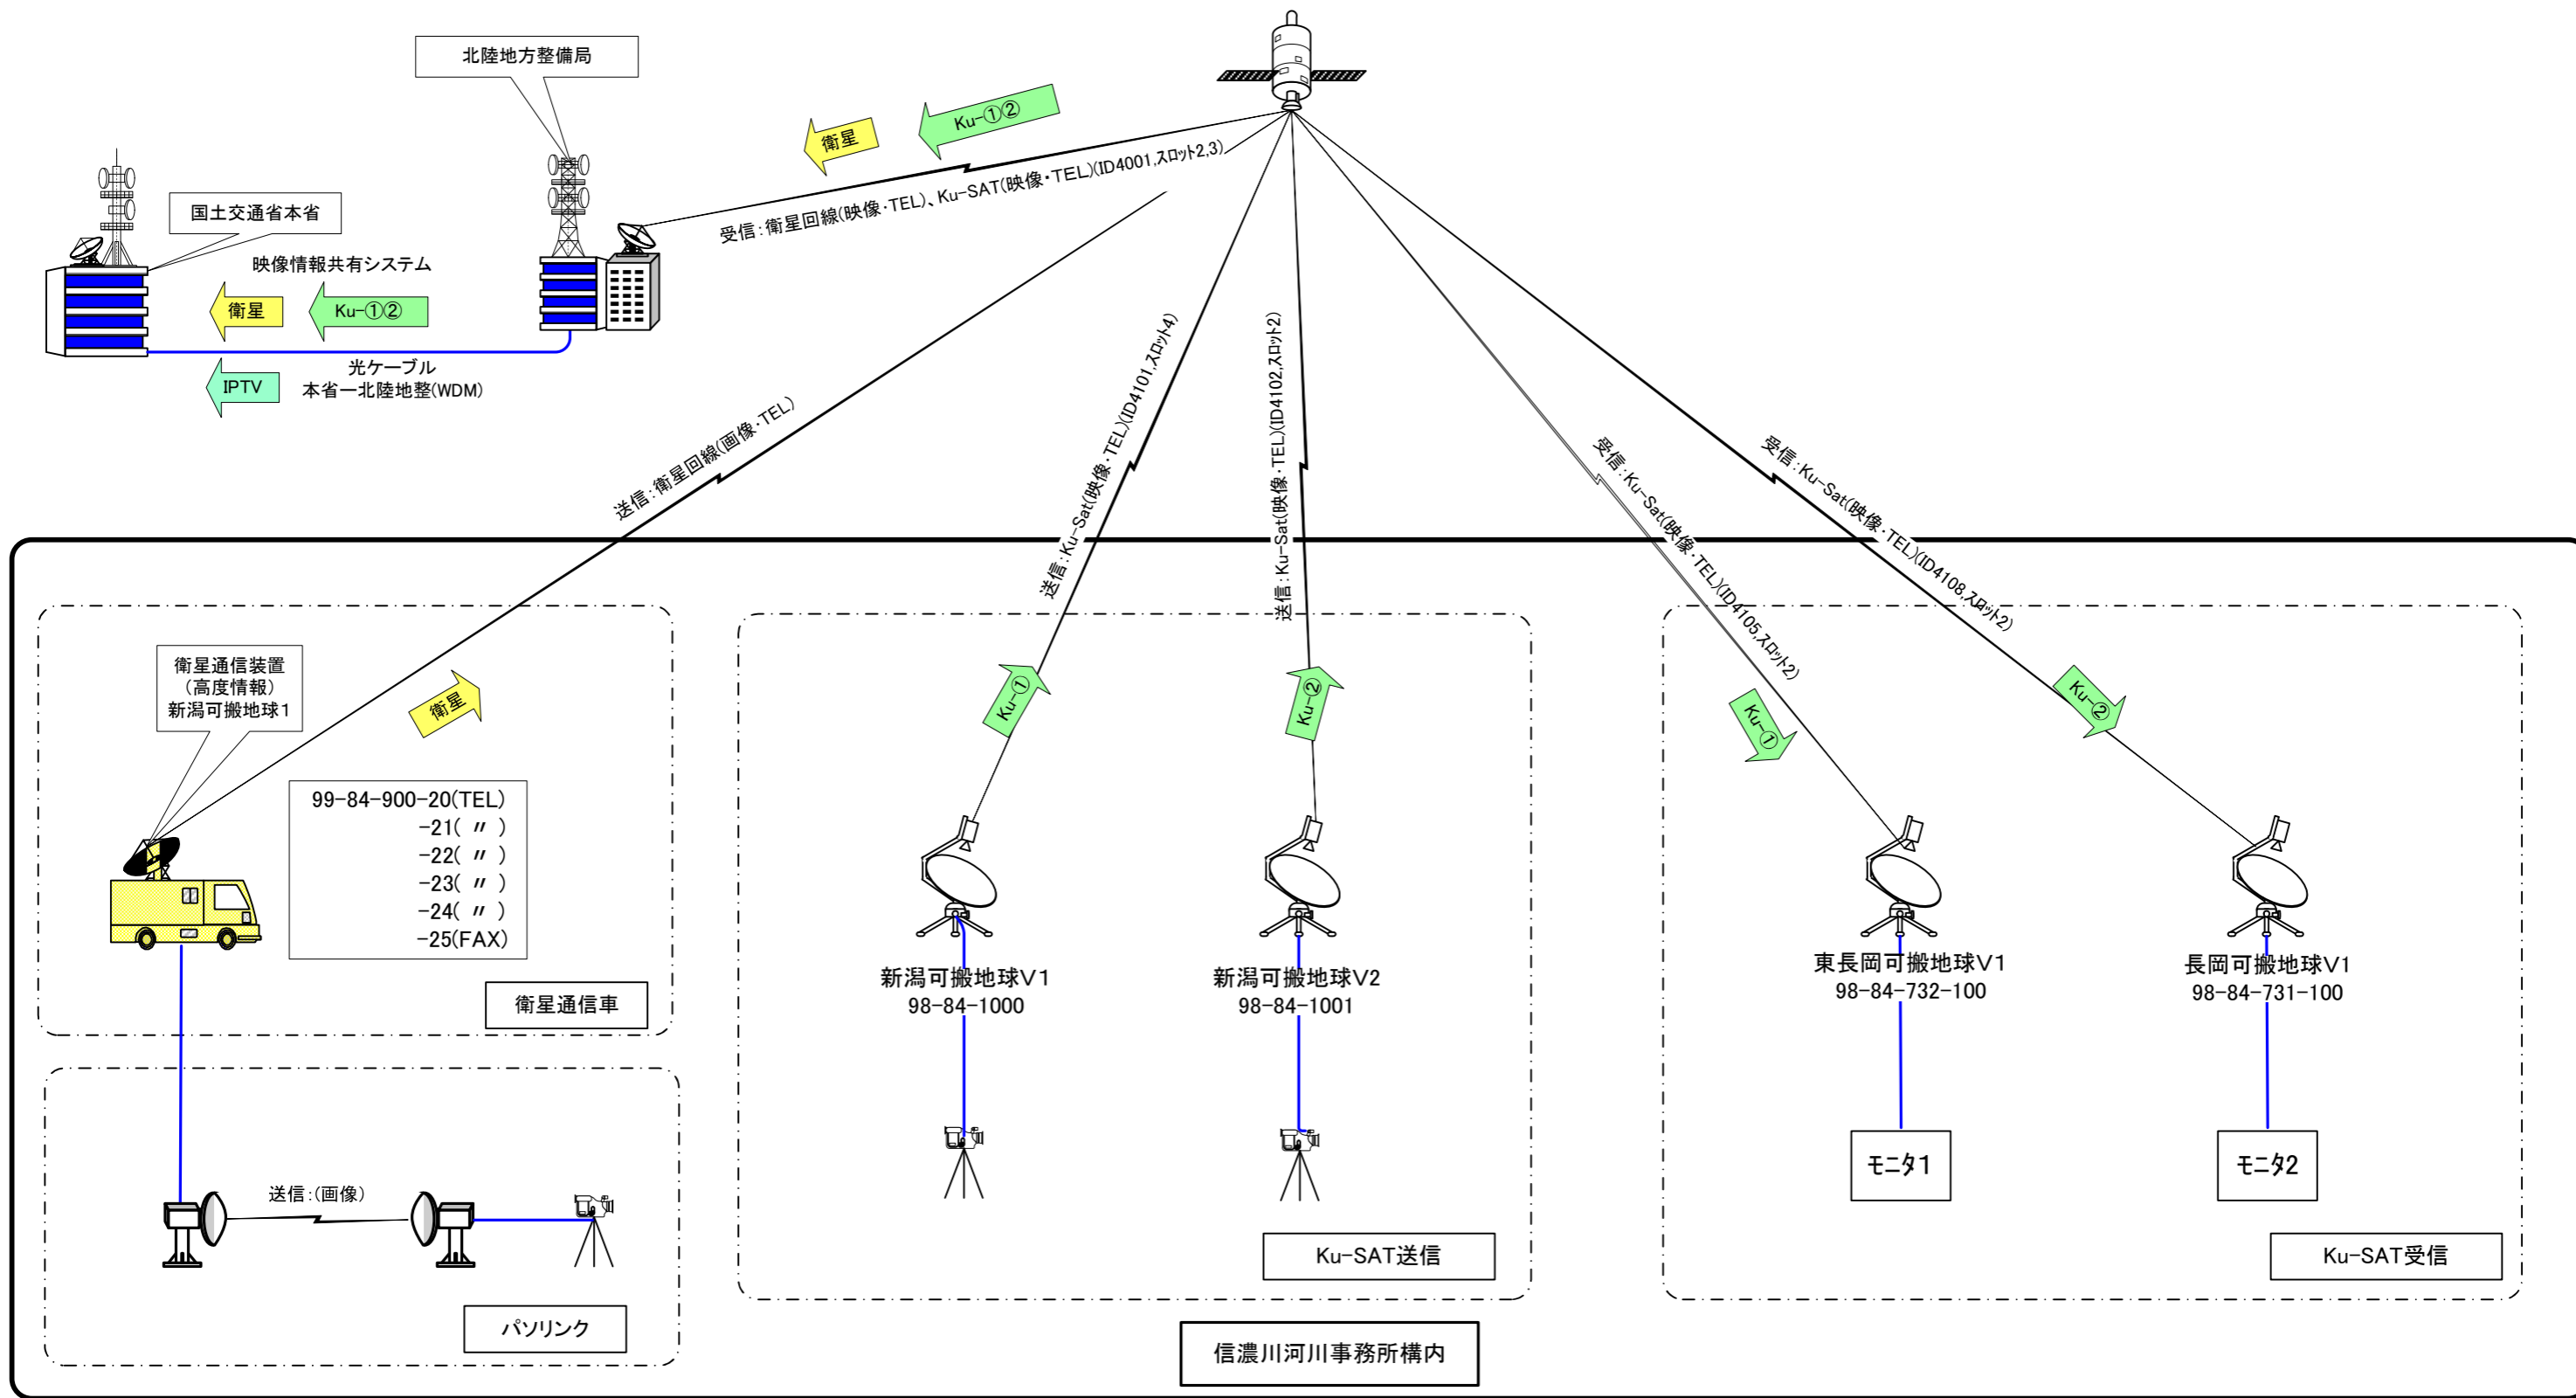 北陸地方整備局
衛星
Ku-①②
受信：衛星回線(映像・TEL)、Ku-SAT(映像・TEL)(ID4001,スロット2,3)
国土交通省本省
映像情報共有システム
衛星
Ku-①②
光ケーブル
本省ー北陸地整(WDM)
IPTV
送信：衛星回線(画像・TEL)
送信：Ku-Sat(映像・TEL)(ID4101,スロット4)
送信：Ku-Sat(映像・TEL)(ID4102,スロット2)
受信：Ku-Sat(映像・TEL)(ID4105,スロット2)
受信：Ku-Sat(映像・TEL)(ID4108,スロット2)
衛星通信装置
(高度情報)
新潟可搬地球1
衛星
99-84-900-20(TEL)
-21( 〃 )
-22( 〃 )
-23( 〃 )
-24( 〃 )
-25(FAX)
衛星通信車
Ku-①
Ku-②
Ku-①
Ku-②
新潟可搬地球V1
98-84-1000
新潟可搬地球V2
98-84-1001
東長岡可搬地球V1
98-84-732-100
長岡可搬地球V1
98-84-731-100
モニタ1
モニタ2
送信：(画像)
パソリンク
Ku-SAT送信
Ku-SAT受信
信濃川河川事務所構内